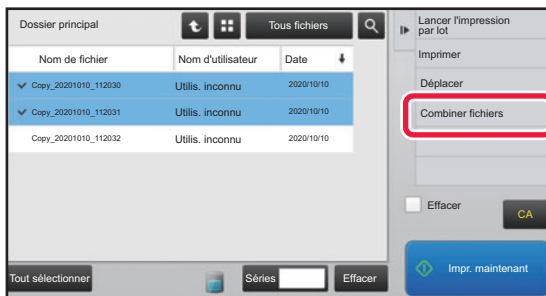 Dossier principal
Tous fichiers
Nom de fichier
Nom d'utilisateur
Date
Copy_20201010_112030
Utilis. inconnu
2020/10/10
Copy_20201010_112031
Utilis. inconnu
2020/10/10
Copy_20201010_112032
Utilis. inconnu
2020/10/10
Tout sélectionner
Séries
Effacer
Lancer l'impression
par lot
Imprimer
Déplacer
Combiner fichiers
Effacer
CA
Impr. maintenant